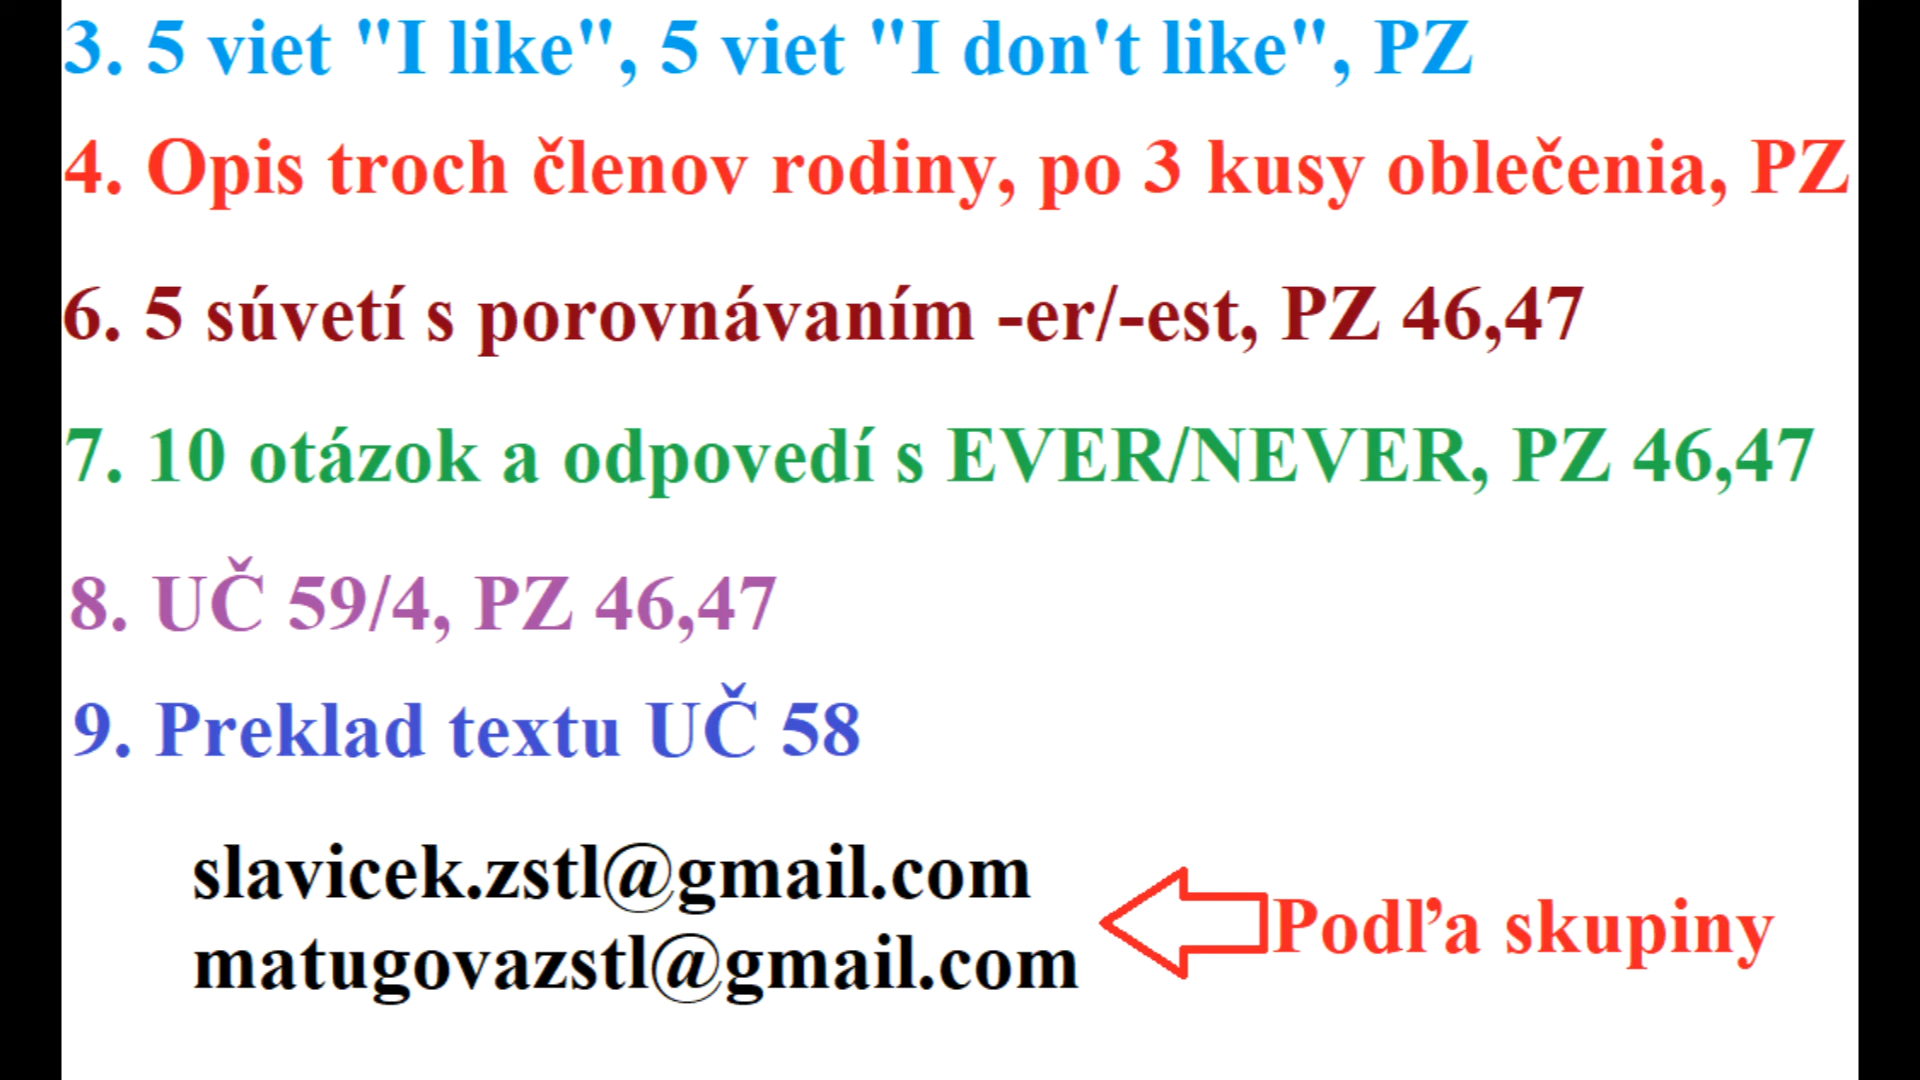 3. 5 viet "I like", 5 viet "I don't like", PZ
4. Opis troch členov rodiny, po 3 kusy oblečenia, PZ
6. 5 súvetí s porovnávaním -er/-est, PZ 46,47
7. 10 otázok a odpovedí s EVER/NEVER, PZ 46,47
8. UČ 59/4, PZ 46,47
9. Preklad textu UČ 58
slavicek.zstl@gmail.com
matugovazstl@gmail.com
Podľa skupiny